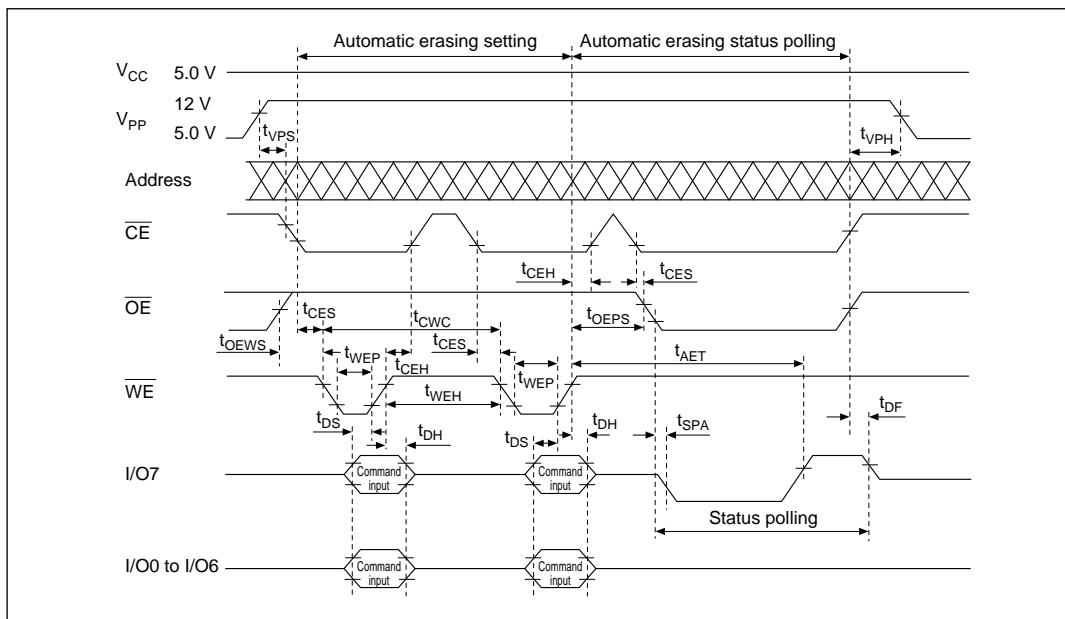 Automatic erasing setting
Automatic erasing status polling
VCC 5.0 V
12 V
VPP
5.0 V
tVPS
tVPH
Address
CE
tCEH
tCES
OE
tCES
tCWC
tOEPS
tOEWS
tWEP
tCES
tCEH
tWEP
tAET
WE
tWEH
tDS
tDH
tDS
tDH
tSPA
tDF
I/O7
Command
input
Command
input
Status polling
I/O0 to I/O6
Command
input
Command
input